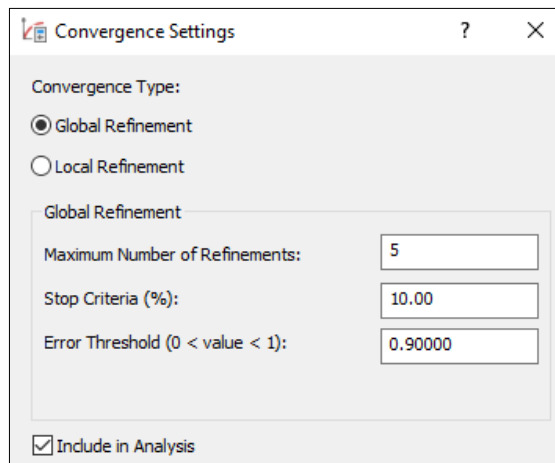 Convergence Settings ?
Convergence Type:
Global Refinement
Local Refinement
Global Refinement
Maximum Number of Refinements: 5
Stop Criteria (%): 10.00
Error Threshold (0 < value < 1): 0.90000
Include in Analysis